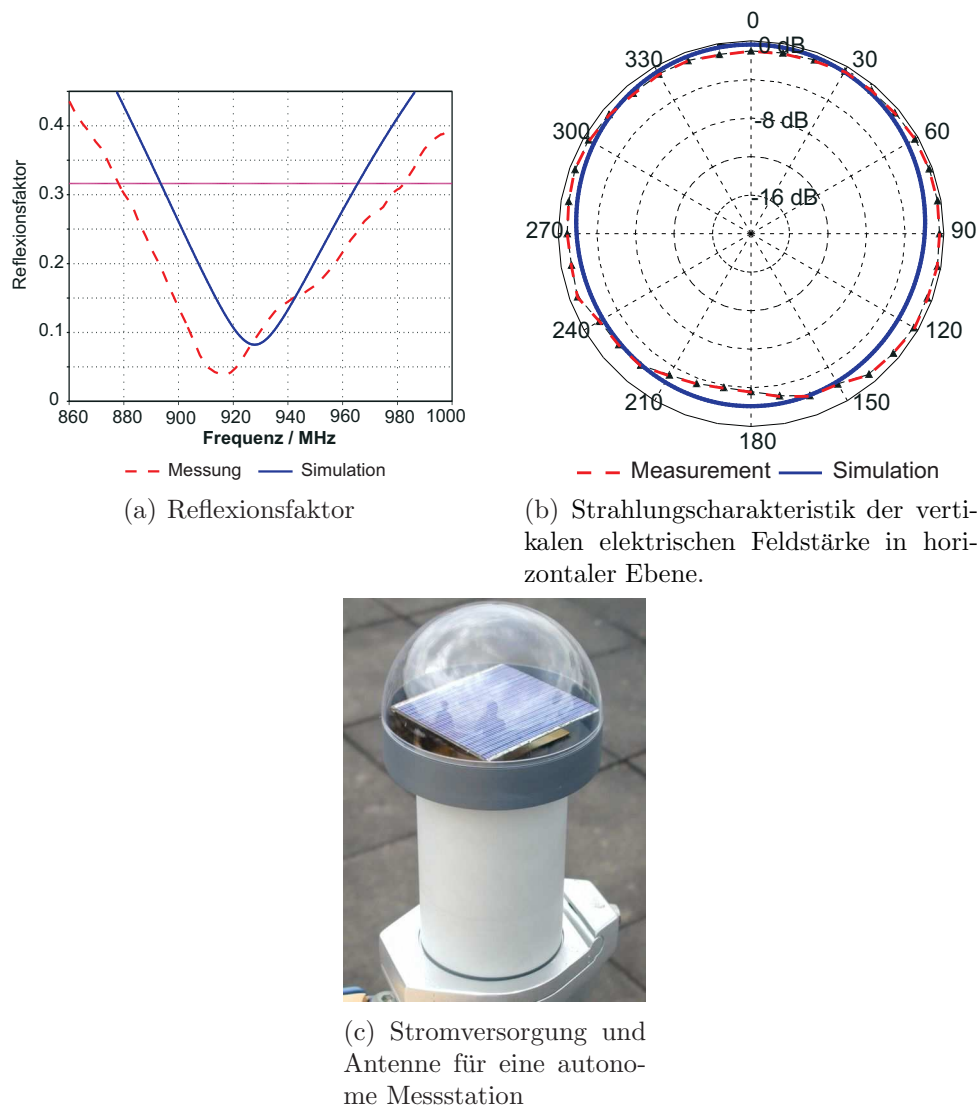 0.4
0.3
0.2
0.1
0
Reflexionsfaktor
860 880 900 920 940 960 980 1000
Frequenz / MHz
Messung Simulation
(a) Reflexionsfaktor
0
30
60
90
120
150
180
210
240
270
300
330
0 dB
-8 dB
-16 dB
Measurement Simulation
(b) Strahlungscharakteristik der verti-
kalen elektrischen Feldstärke in hori-
zontaler Ebene.
(c) Stromversorgung und
Antenne für eine autono-
me Messstation